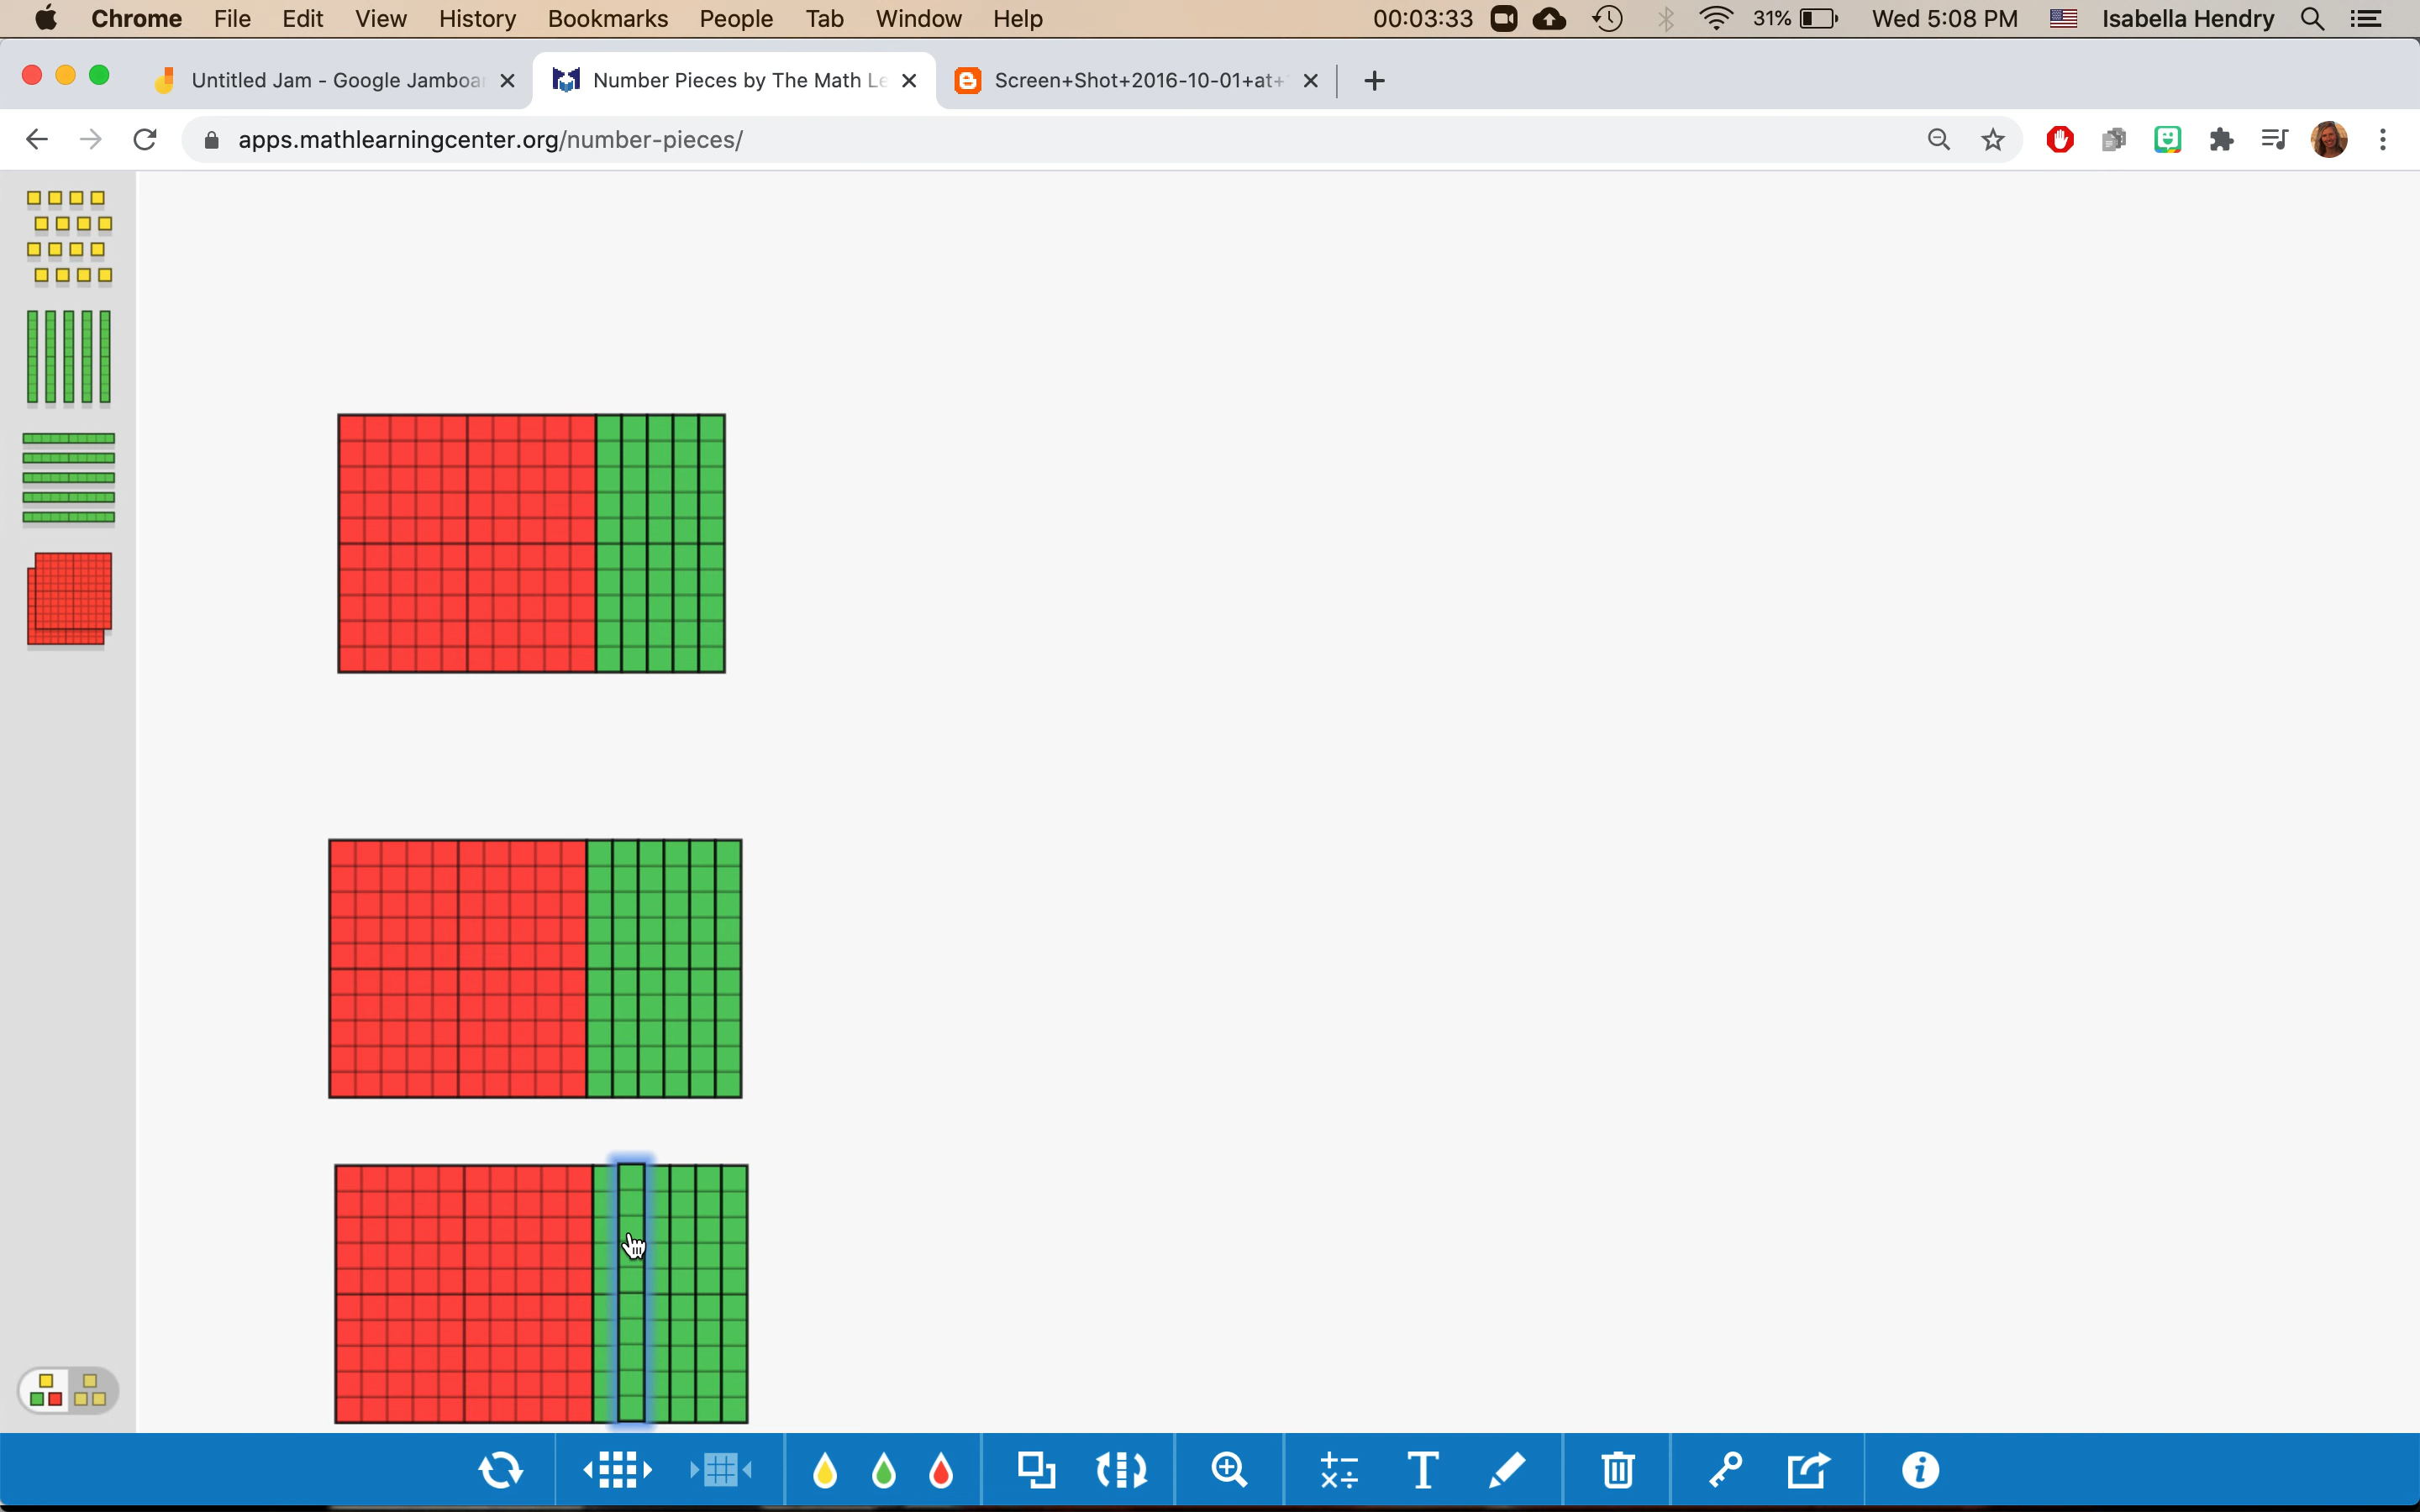 Chrome File Edit View History Bookmarks People Tab Window Help 00:03:33 31% Wed 5:08 PM Isabella Hendry
Untitled Jam - Google Jamboa Number Pieces by The Math Le Screen+Shot+2016-10-01+at+
apps.mathlearningcenter.org/number-pieces/
T